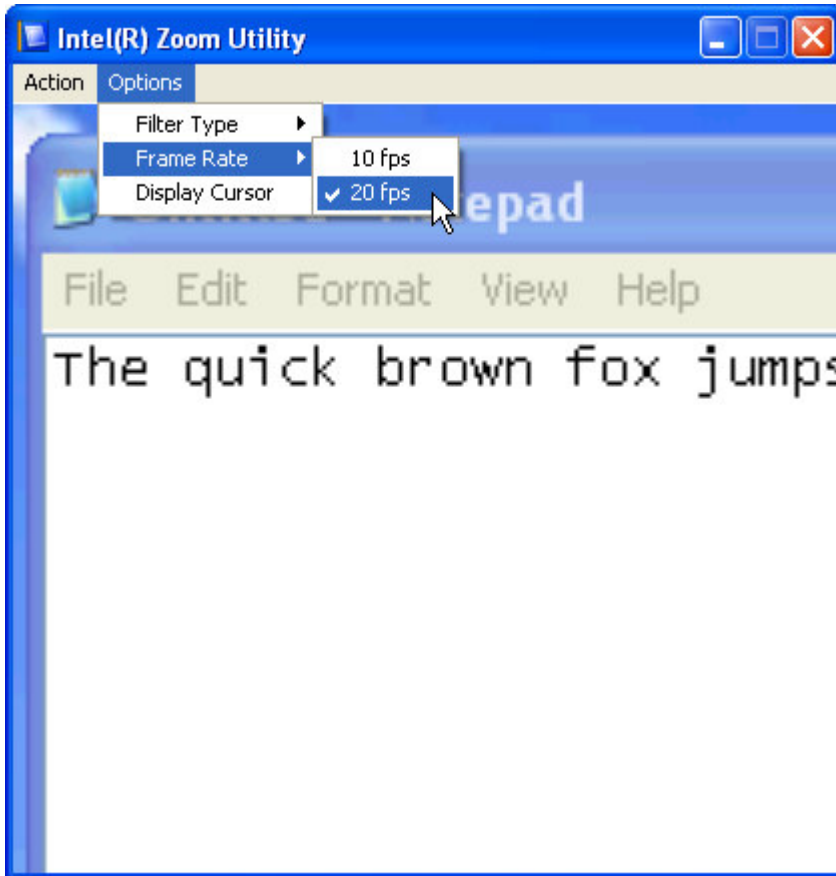 Intel(R) Zoom Utility
Action Options
Filter Type
Frame Rate 10 fps
Display Cursor 20 fps
epad
File Edit Format View Help
The quick brown fox jumps